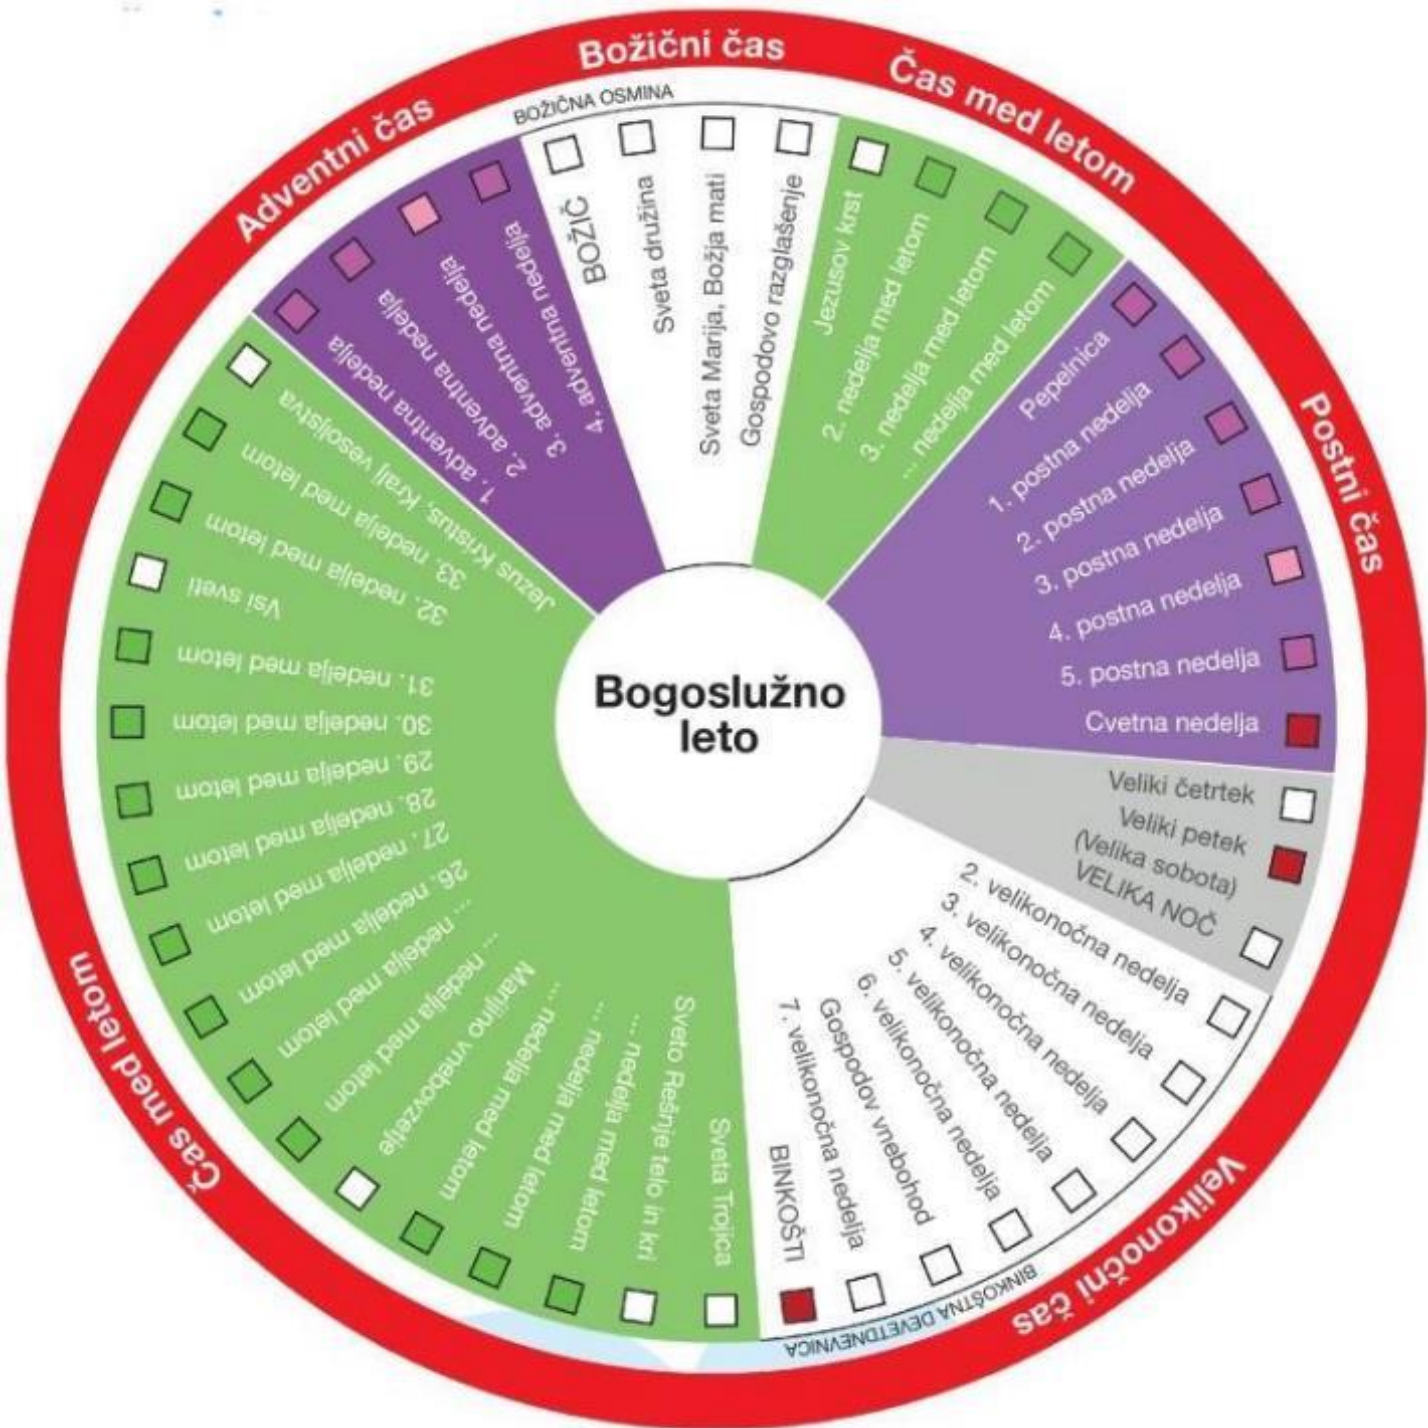 Bogoslužno
leto
Adventni čas
1. adventna nedelja
2. adventna nedelja
3. adventna nedelja
4. adventna nedelja
Božični čas
BOŽIČNA OSMINA
BOŽIČ
Sveta družina
Sveta Marija, Božja mati
Gospodovo razglašenje
Čas med letom
Jezusov krst
2. nedelja med letom
3. nedelja med letom
... nedelja med letom
Postni čas
Pepelnica
1. postna nedelja
2. postna nedelja
3. postna nedelja
4. postna nedelja
5. postna nedelja
Cvetna nedelja
Veliki četrtek
Veliki petek
(Velika sobota)
VELIKA NOČ
Velikonočni čas
2. velikonočna nedelja
3. velikonočna nedelja
4. velikonočna nedelja
5. velikonočna nedelja
6. velikonočna nedelja
Gospodov vnebohod
7. velikonočna nedelja
BINKOŠTI
BINKOŠTNA DEVETDNEVNICA
Čas med letom
Sveta Trojica
Sveto Rešnje telo in kri
... nedelja med letom
... nedelja med letom
... nedelja med letom
Marijino vnebovzetje
... nedelja med letom
... nedelja med letom
26. nedelja med letom
27. nedelja med letom
28. nedelja med letom
29. nedelja med letom
30. nedelja med letom
31. nedelja med letom
Vsi sveti
32. nedelja med letom
33. nedelja med letom
Jezus Kristus, Kralj vesoljstva